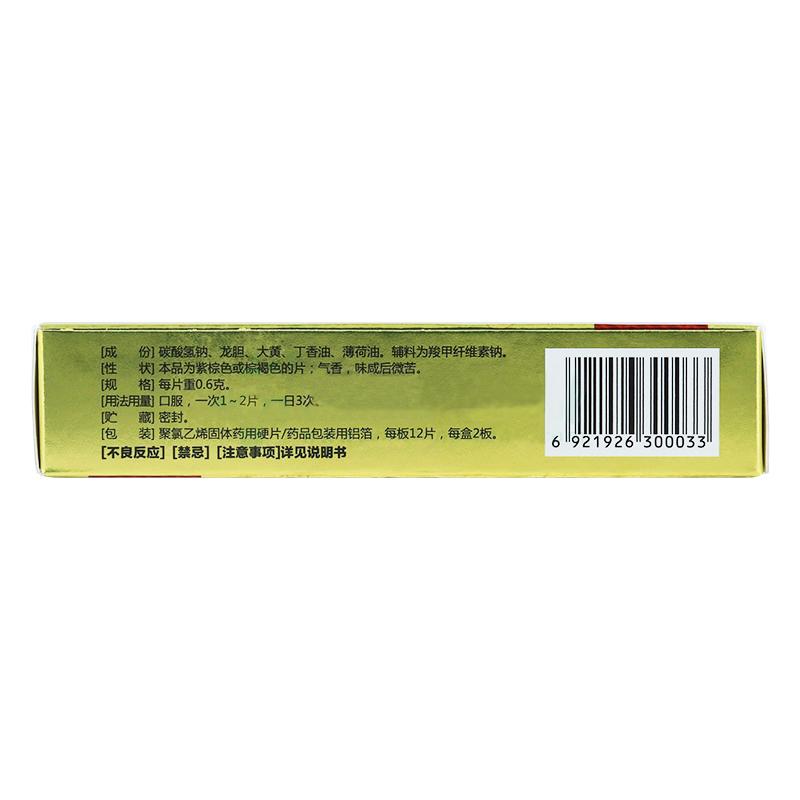 [成 份] 碳酸氢钠、龙胆、大黄、丁香油、薄荷油。辅料为羧甲纤维素钠。
[性 状] 本品为紫棕色或棕褐色的片；气香，味咸后微苦。
[规 格] 每片重0.6克。
[用法用量] 口服，一次1~2片，一日3次。
[贮 藏] 密封。
[包 装] 聚氯乙烯固体药用硬片/药品包装用铝箔，每板12片，每盒2板。
[不良反应] [禁忌] [注意事项]详见说明书
6 921926 300033